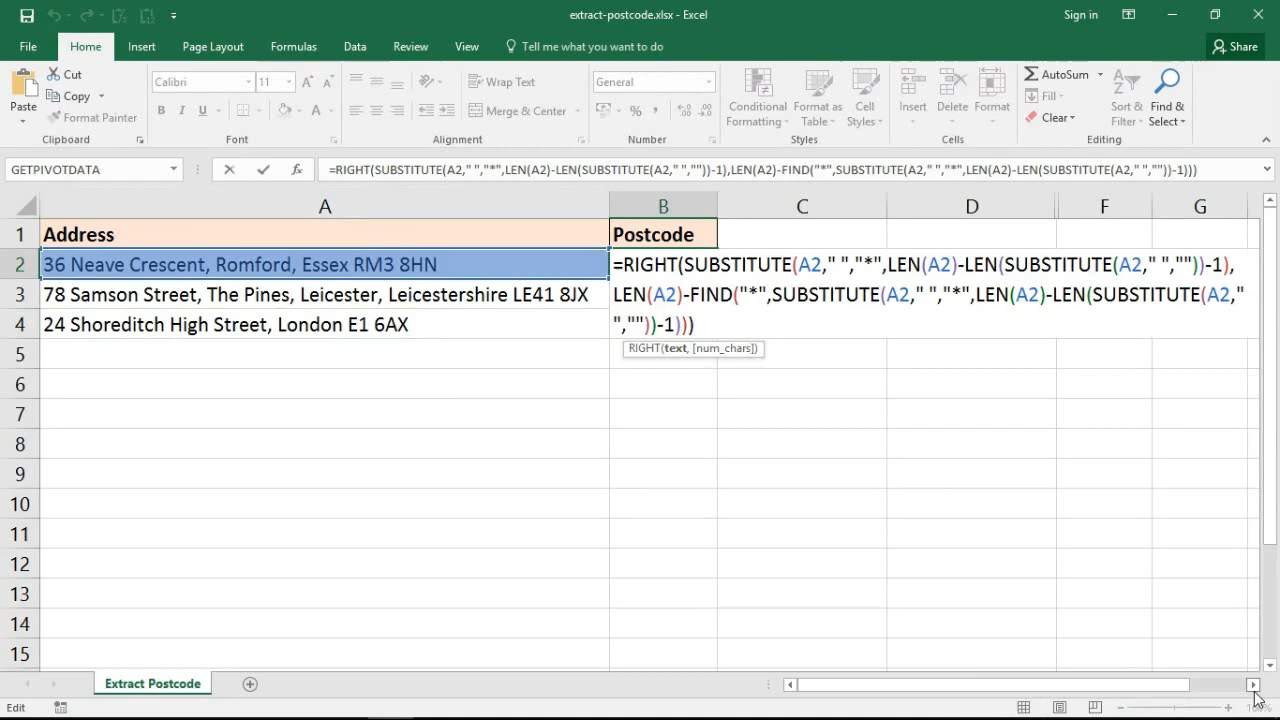 extract-postcode.xlsx - Excel
Sign in
File Home Insert Page Layout Formulas Data Review View Tell me what you want to do Share
Paste Cut Copy Format Painter Clipboard
Calibri 11 B I U A A A Font
Wrap Text Merge & Center Alignment
General % , Number
Conditional Formatting Format as Table Cell Styles Styles
Insert Delete Format Cells
AutoSum Fill Clear Sort & Filter Find & Select Editing
GETPIVOTDATA fx =RIGHT(SUBSTITUTE(A2," ","*",LEN(A2)-LEN(SUBSTITUTE(A2," ",""))-1),LEN(A2)-FIND("*",SUBSTITUTE(A2," ","*",LEN(A2)-LEN(SUBSTITUTE(A2," ",""))-1)))
A B C D F G
1 Address Postcode
2 36 Neave Crescent, Romford, Essex RM3 8HN =RIGHT(SUBSTITUTE(A2," ","*",LEN(A2)-LEN(SUBSTITUTE(A2," ",""))-1),
3 78 Samson Street, The Pines, Leicester, Leicestershire LE41 8JX LEN(A2)-FIND("*",SUBSTITUTE(A2," ","*",LEN(A2)-LEN(SUBSTITUTE(A2,"
4 24 Shoreditch High Street, London E1 6AX ",""))-1)))
RIGHT(text, [num_chars])
5
6
7
8
9
10
11
12
13
14
15
Extract Postcode
Edit